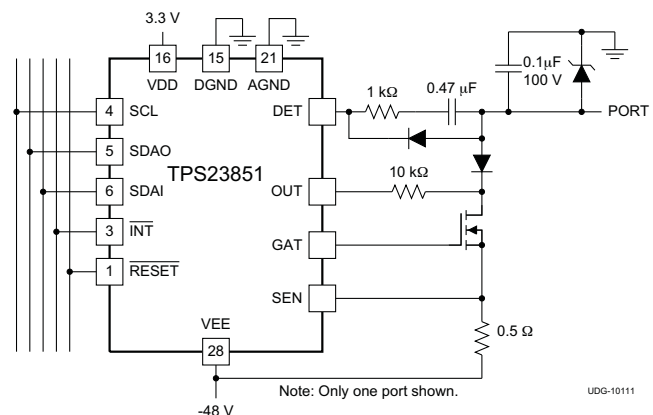 3.3 V
16 15 21
VDD DGND AGND
0.1μF
100 V
1 kΩ
0.47 μF
4 SCL
DET
PORT
5 SDAO
TPS23851
6 SDAI
OUT
10 kΩ
3 INT
GAT
1 RESET
SEN
VEE
28
0.5 Ω
Note: Only one port shown.
UDG-10111
-48 V